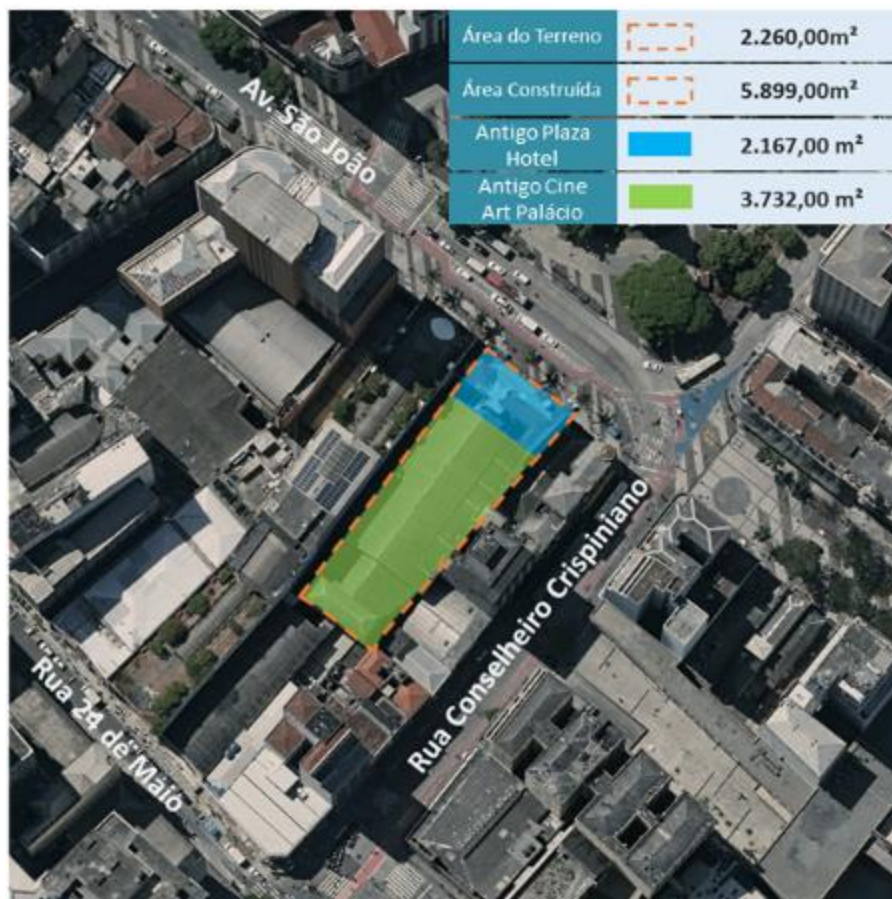 Área do Terreno 2.260,00m²
Área Construída 5.899,00m²
Antigo Plaza
Hotel 2.167,00 m²
Antigo Cine
Art Palácio 3.732,00 m²
Av. São João
Rua Conselheiro Crispiniano
Rua 24 de Maio